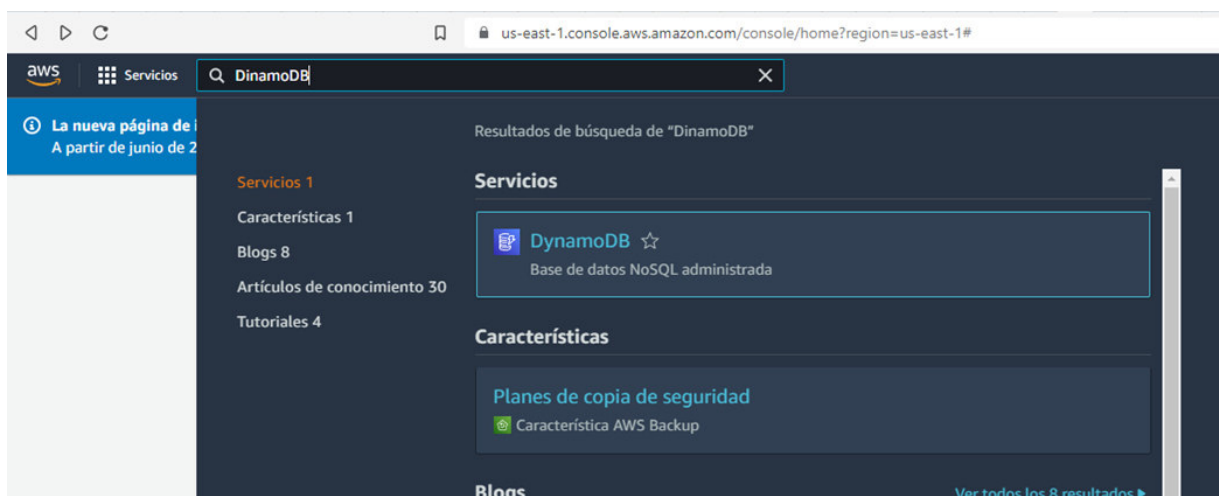 us-east-1.console.aws.amazon.com/console/home?region=us-east-1#
aws
Servicios
DinamoDB
La nueva página de i
A partir de junio de 2
Resultados de búsqueda de "DinamoDB"
Servicios 1
Características 1
Blogs 8
Artículos de conocimiento 30
Tutoriales 4
Servicios
DynamoDB
Base de datos NoSQL administrada
Características
Planes de copia de seguridad
Característica AWS Backup
Blogs
Ver todos los 8 resultados